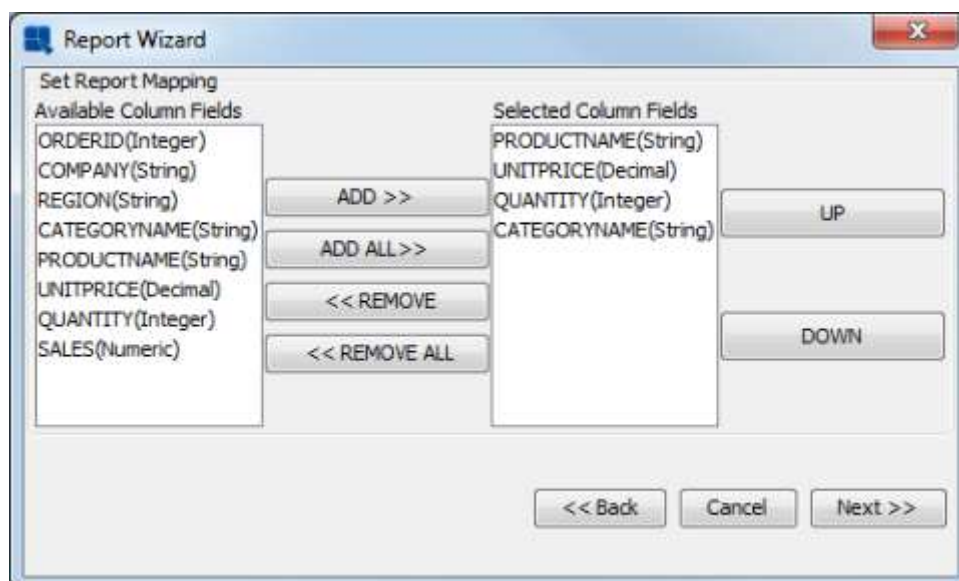 Report Wizard
Set Report Mapping
Available Column Fields
ORDERID(Integer)
COMPANY(String)
REGION(String)
CATEGORYNAME(String)
PRODUCTNAME(String)
UNITPRICE(Decimal)
QUANTITY(Integer)
SALES(Numeric)
ADD >>
ADD ALL>>
<< REMOVE
<< REMOVE ALL
Selected Column Fields
PRODUCTNAME(String)
UNITPRICE(Decimal)
QUANTITY(Integer)
CATEGORYNAME(String)
UP
DOWN
<< Back
Cancel
Next >>